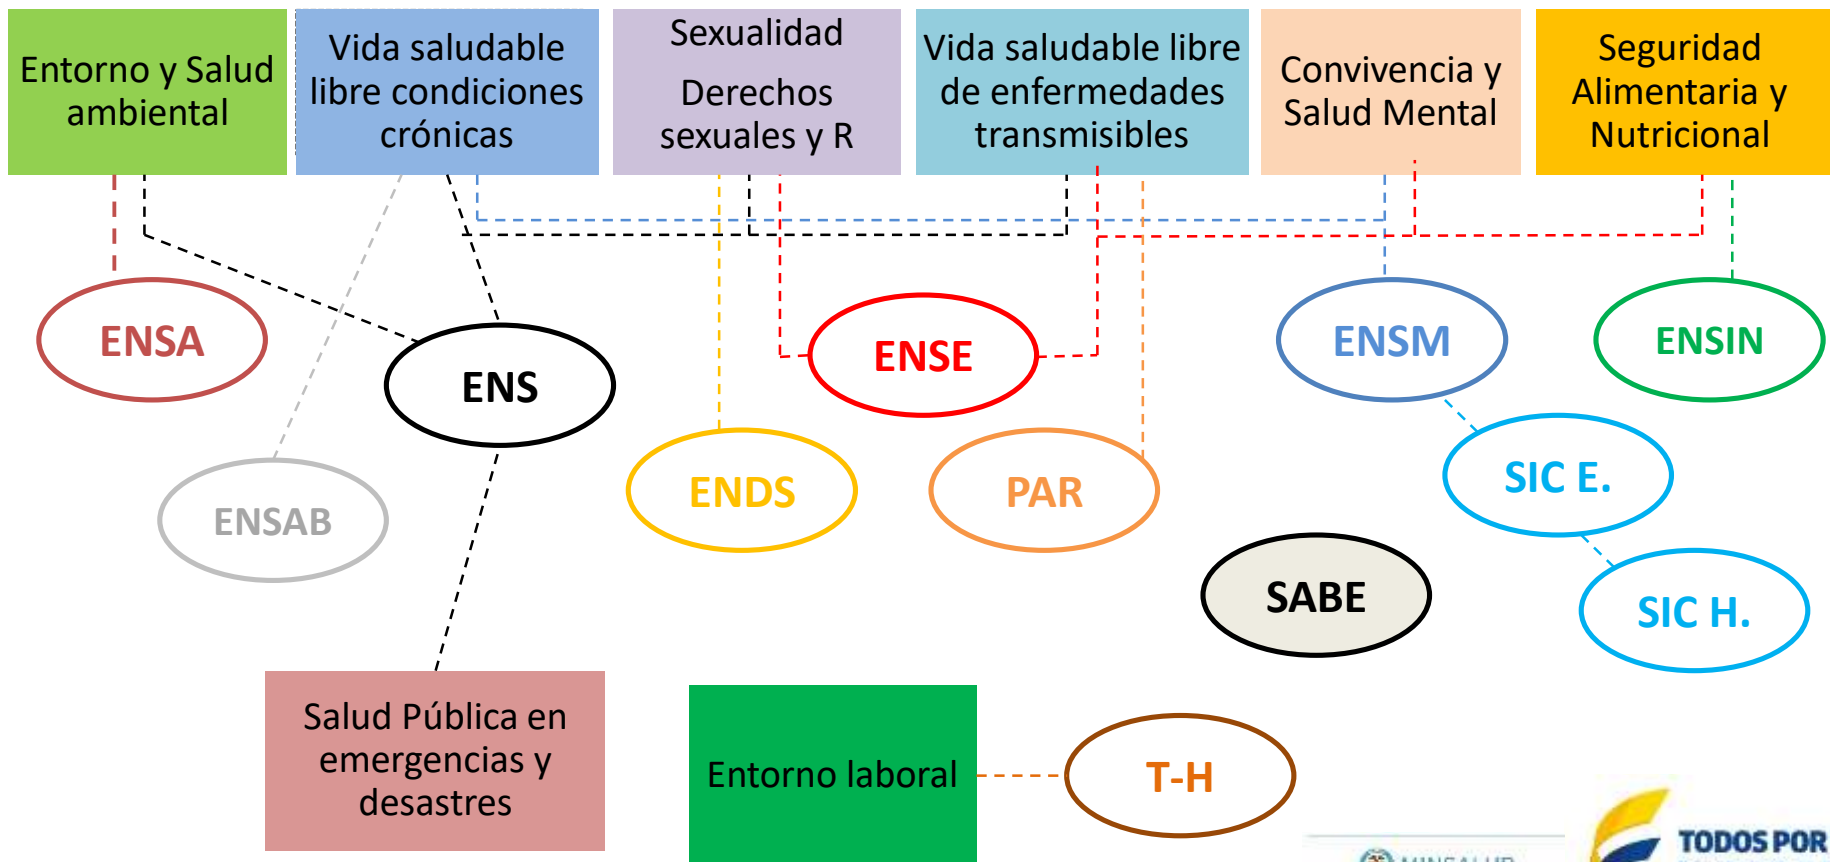 Entorno y Salud
ambiental
Vida saludable
libre condiciones
crónicas
Sexualidad
Derechos
sexuales y R
Vida saludable libre
de enfermedades
transmisibles
Convivencia y
Salud Mental
Seguridad
Alimentaria y
Nutricional
ENSA
ENS
ENSE
ENSM
ENSIN
ENSAB
ENDS
PAR
SIC E.
SABE
SIC H.
Salud Pública en
emergencias y
desastres
Entorno laboral
T-H
MINSALUD
TODOS POR